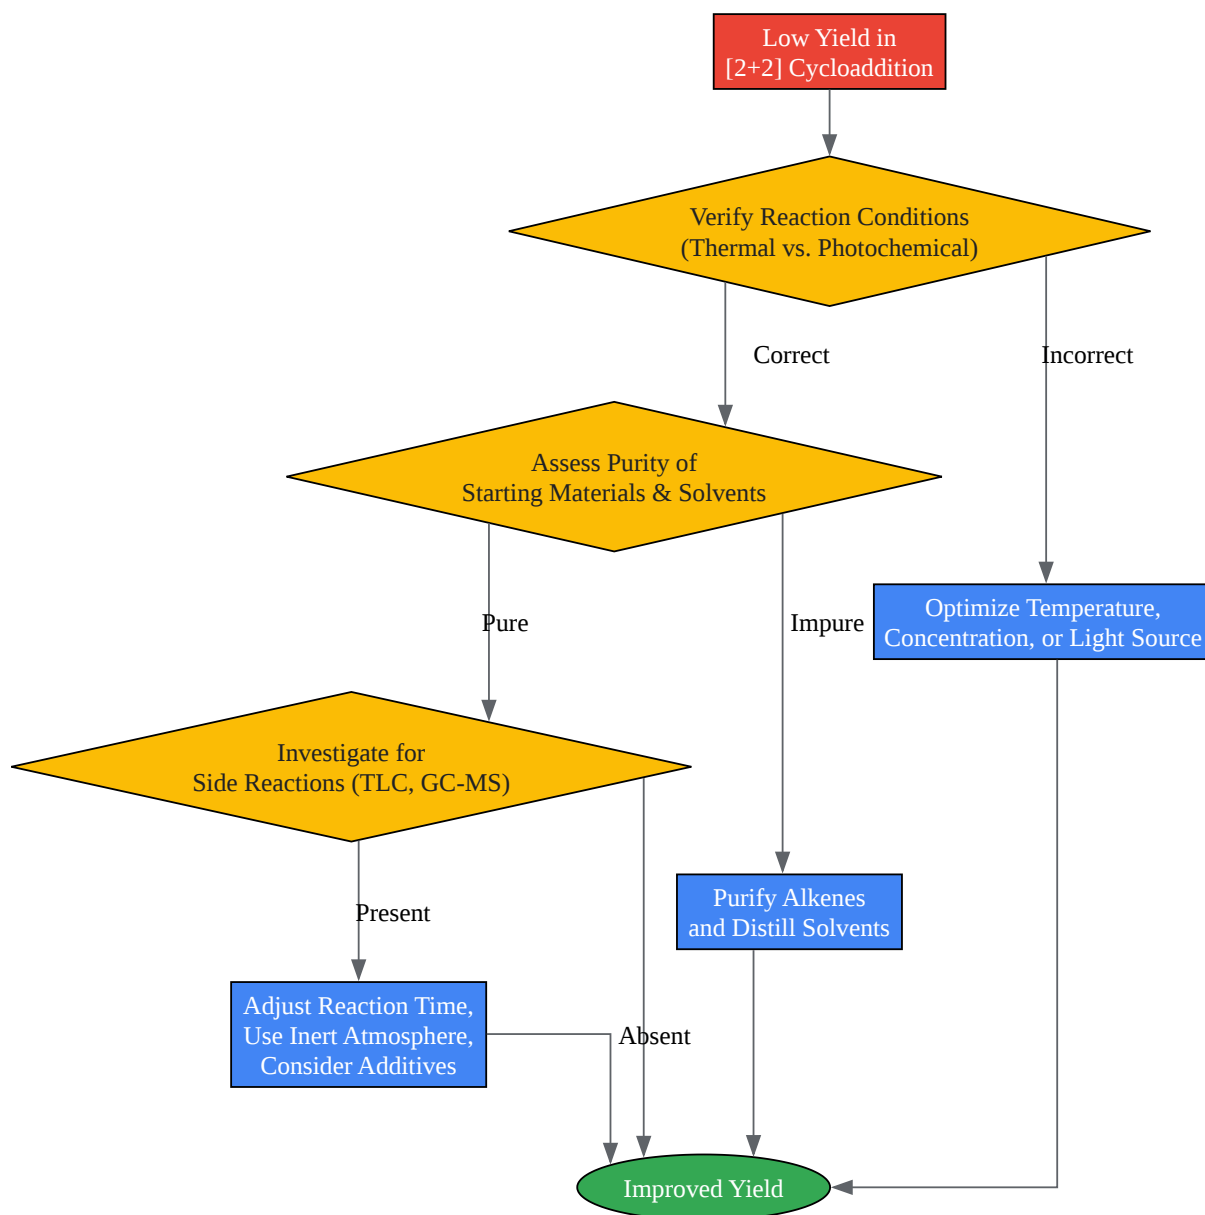 Low Yield in
[2+2] Cycloaddition
Verify Reaction Conditions
(Thermal vs. Photochemical)
Correct
Incorrect
Assess Purity of
Starting Materials & Solvents
Pure
Impure
Optimize Temperature,
Concentration, or Light Source
Investigate for
Side Reactions (TLC, GC-MS)
Present
Purify Alkenes
and Distill Solvents
Adjust Reaction Time,
Use Inert Atmosphere,
Consider Additives
Absent
Improved Yield